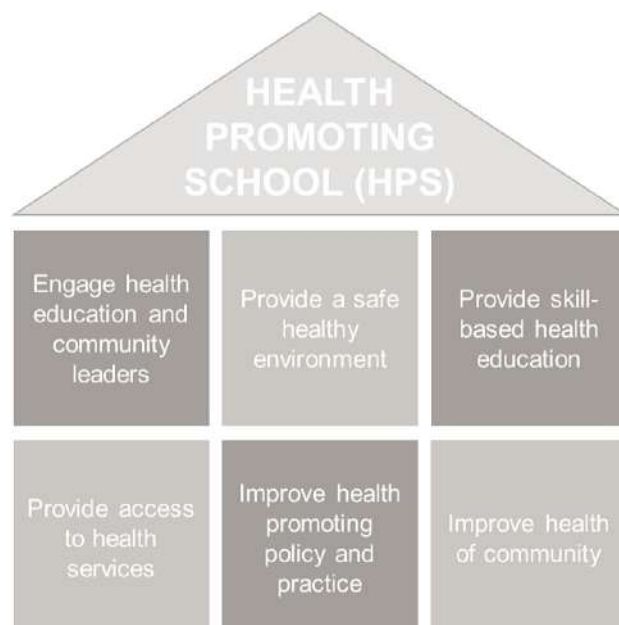 HEALTH
PROMOTING
SCHOOL (HPS)
Engage health
education and
community
leaders
Provide a safe
healthy
environment
Provide skill-
based health
education
Provide access
to health
services
Improve health
promoting
policy and
practice
Improve health
of community